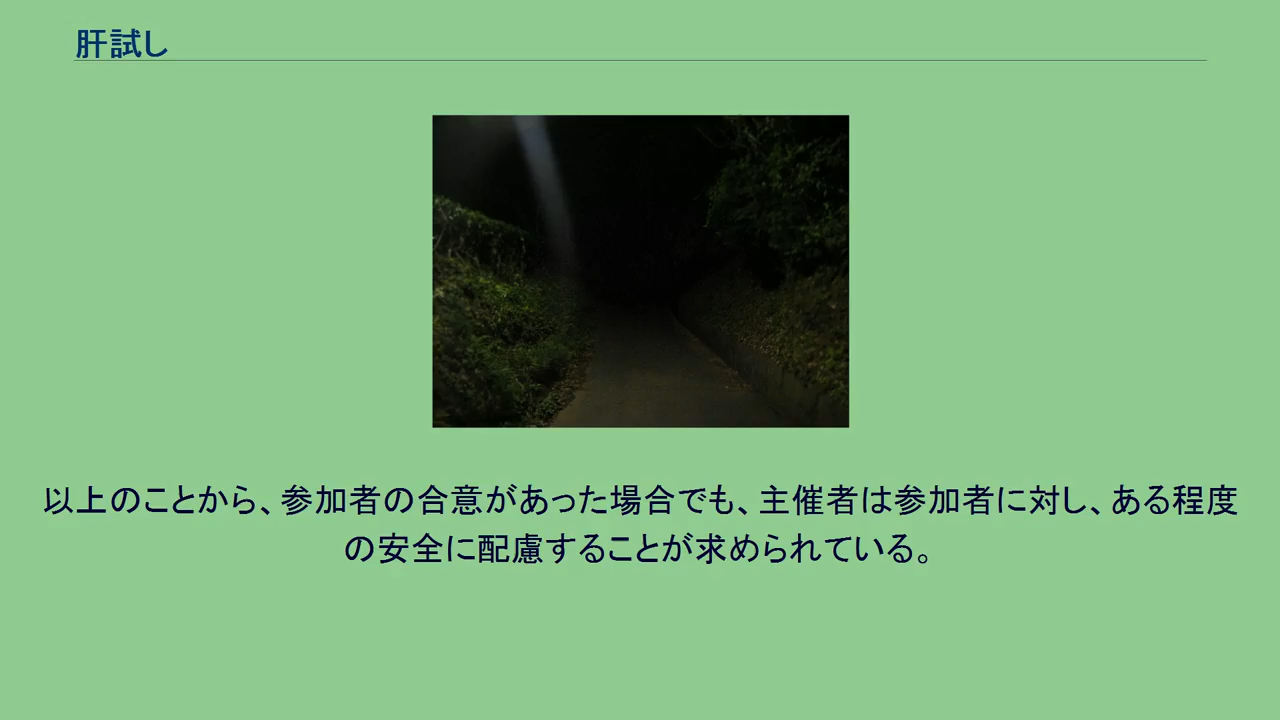 肝試し
以上のことから、参加者の合意があった場合でも、主催者は参加者に対し、ある程度
の安全に配慮することが求められている。